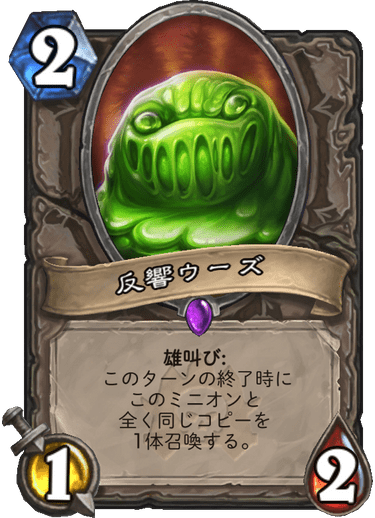 2
反響ウーズ
雄叫び:
このターンの終了時に
このミニオンと
全く同じコピーを
1体召喚する。
1
2